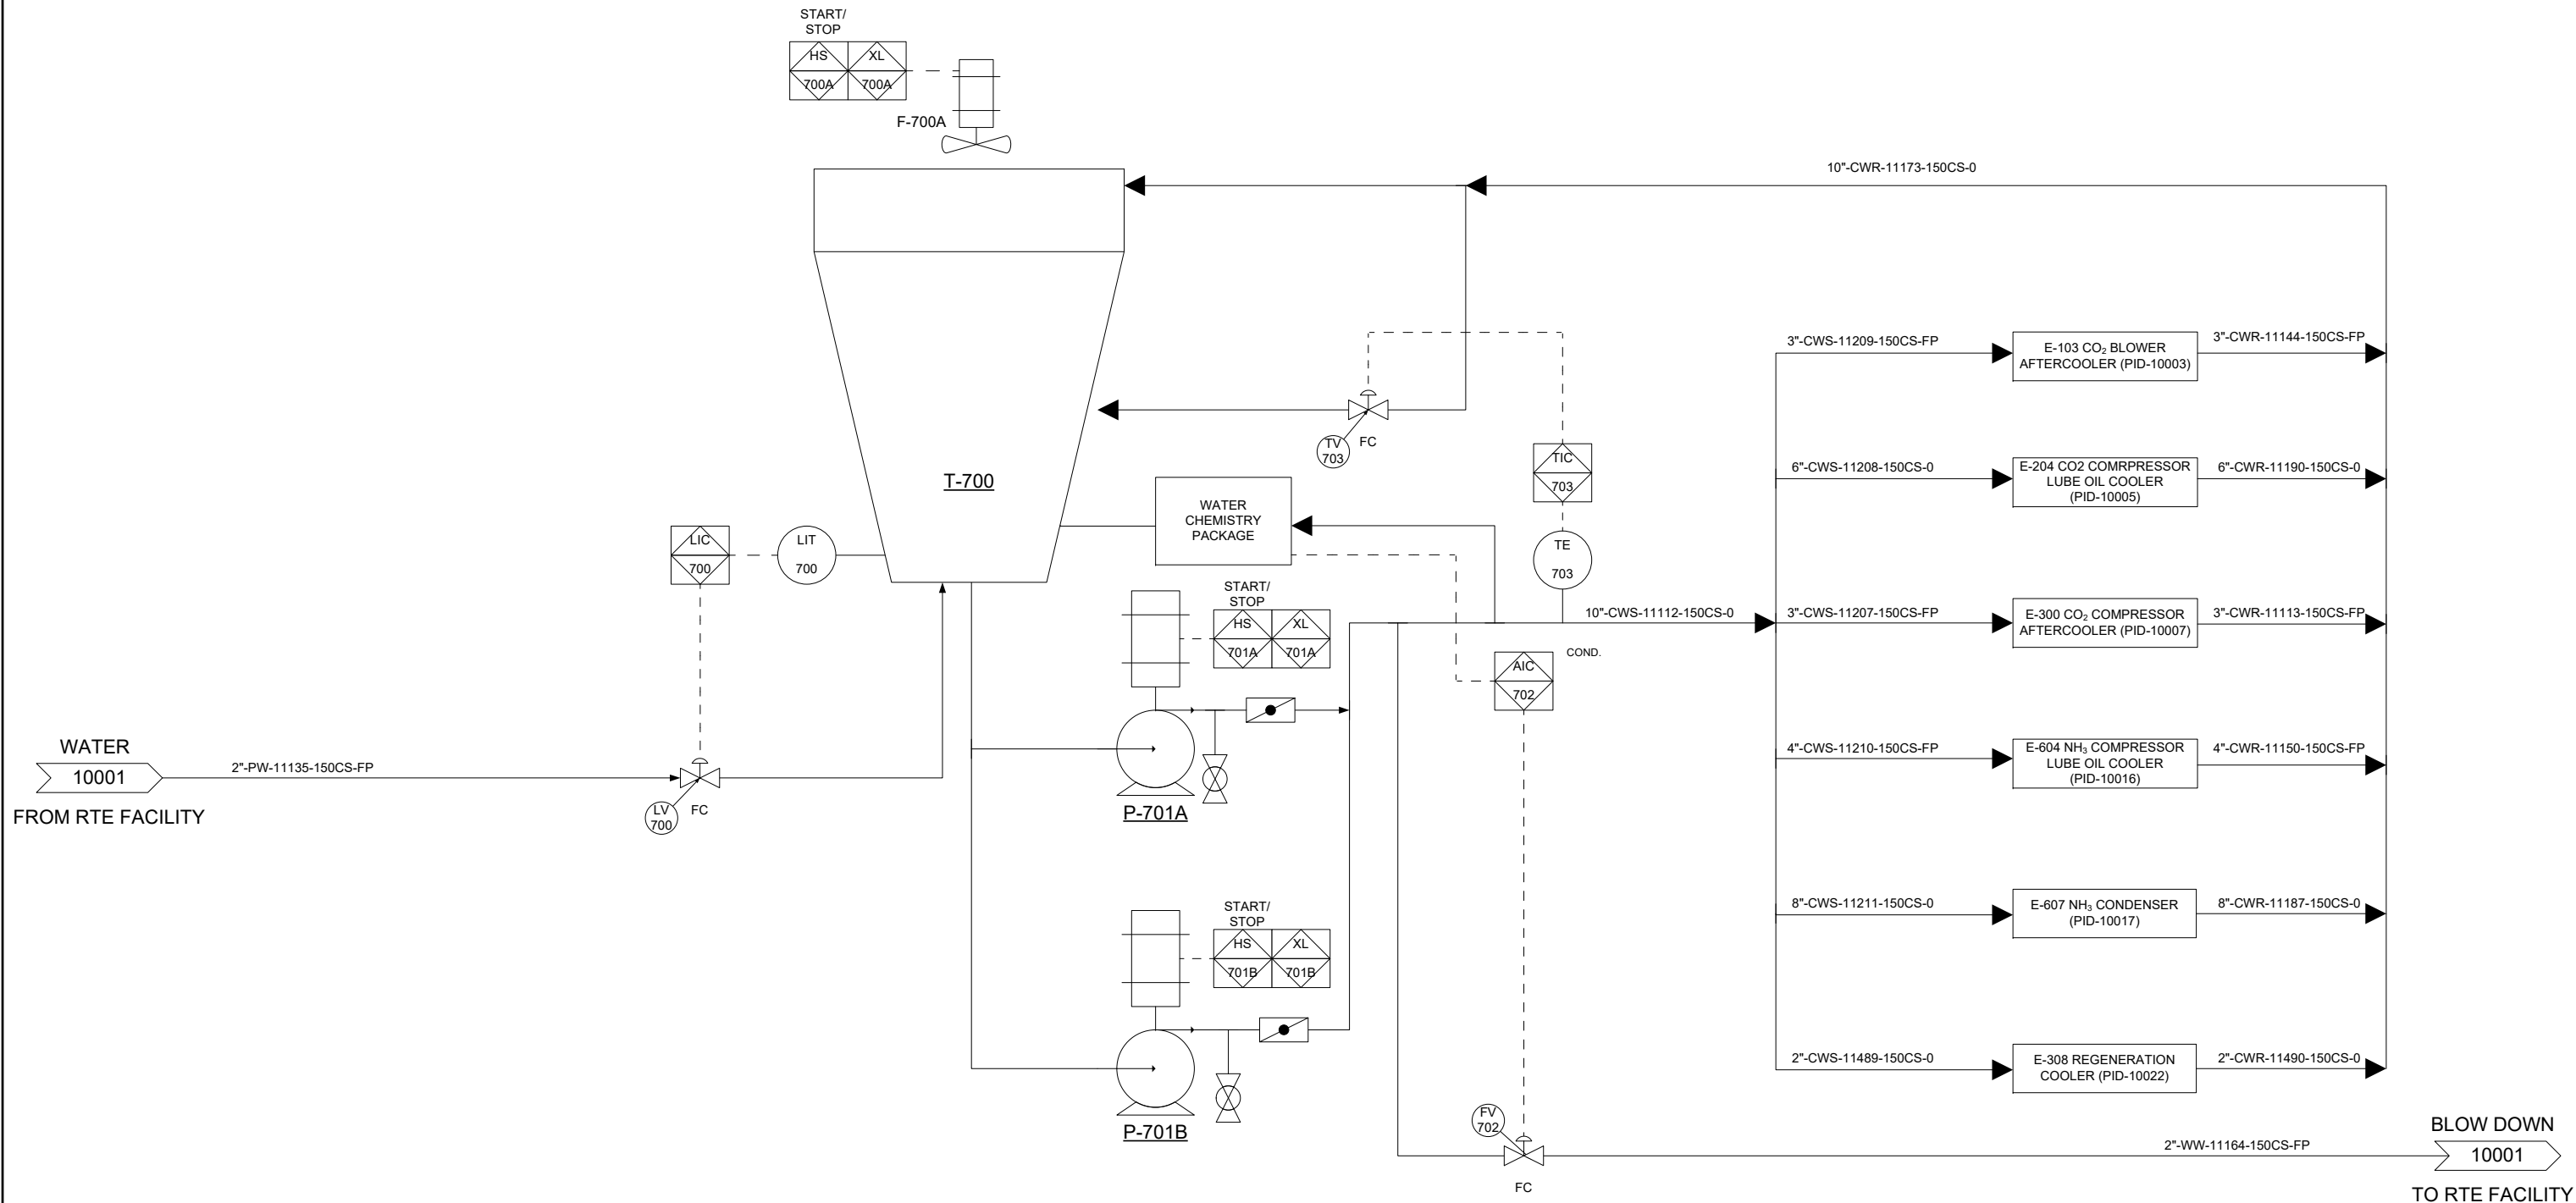 START/
STOP
HS
XL
700A
700A
F-700A
10"-CWR-11173-150CS-0
T-700
TV
703
FC
TIC
703
TE
703
WATER
CHEMISTRY
PACKAGE
LIC
700
LIT
700
START/
STOP
HS
XL
701A
701A
P-701A
10"-CWS-11112-150CS-0
AIC
702
COND.
WATER
10001
FROM RTE FACILITY
2"-PW-11135-150CS-FP
LV
700
FC
START/
STOP
HS
XL
701B
701B
P-701B
3"-CWS-11209-150CS-FP
E-103 CO₂ BLOWER
AFTERCOOLER (PID-10003)
3"-CWR-11144-150CS-FP
6"-CWS-11208-150CS-0
E-204 CO2 COMRPRESSOR
LUBE OIL COOLER
(PID-10005)
6"-CWR-11190-150CS-0
3"-CWS-11207-150CS-FP
E-300 CO₂ COMPRESSOR
AFTERCOOLER (PID-10007)
3"-CWR-11113-150CS-FP
4"-CWS-11210-150CS-FP
E-604 NH₃ COMPRESSOR
LUBE OIL COOLER
(PID-10016)
4"-CWR-11150-150CS-FP
8"-CWS-11211-150CS-0
E-607 NH₃ CONDENSER
(PID-10017)
8"-CWR-11187-150CS-0
2"-CWS-11489-150CS-0
E-308 REGENERATION
COOLER (PID-10022)
2"-CWR-11490-150CS-0
FV
702
FC
2"-WW-11164-150CS-FP
BLOW DOWN
10001
TO RTE FACILITY